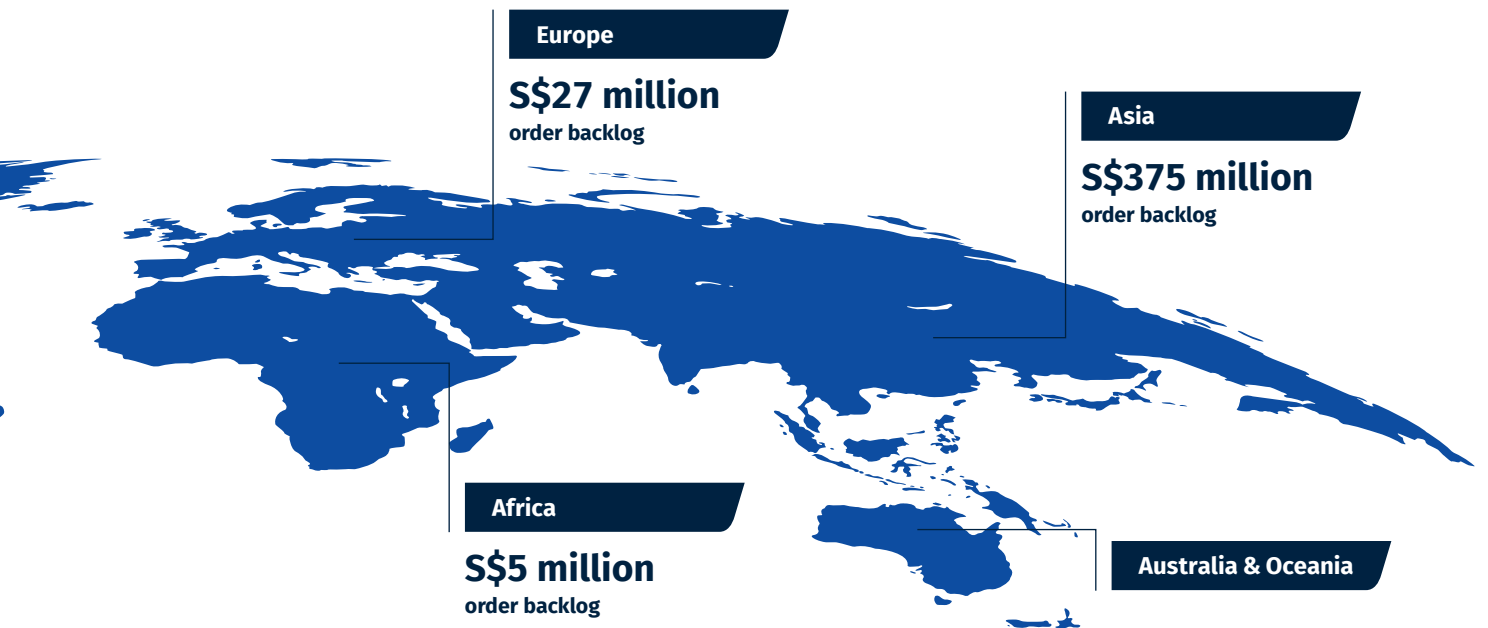 Europe
S$27 million
order backlog
Asia
S$375 million
order backlog
Africa
S$5 million
order backlog
Australia & Oceania